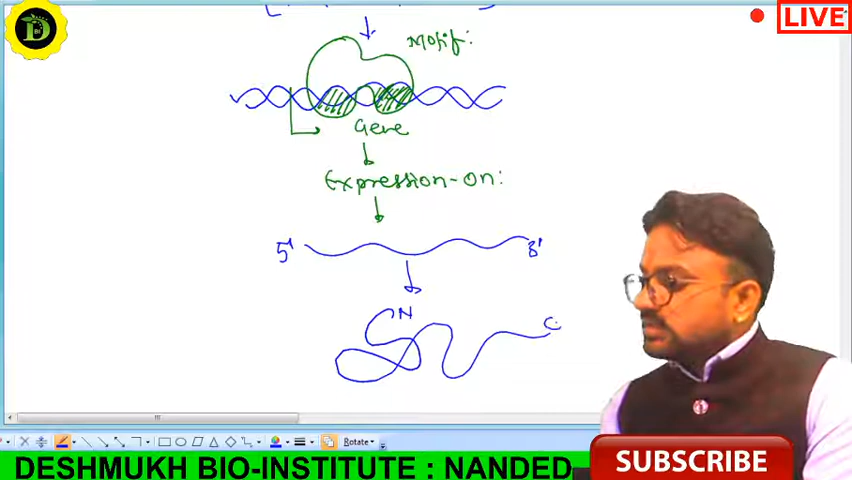 D
LIVE
Motif:
Gene
Expression-on:
5' 3'
N
C
Rotate
DESHMUKH BIO-INSTITUTE : NANDED
SUBSCRIBE